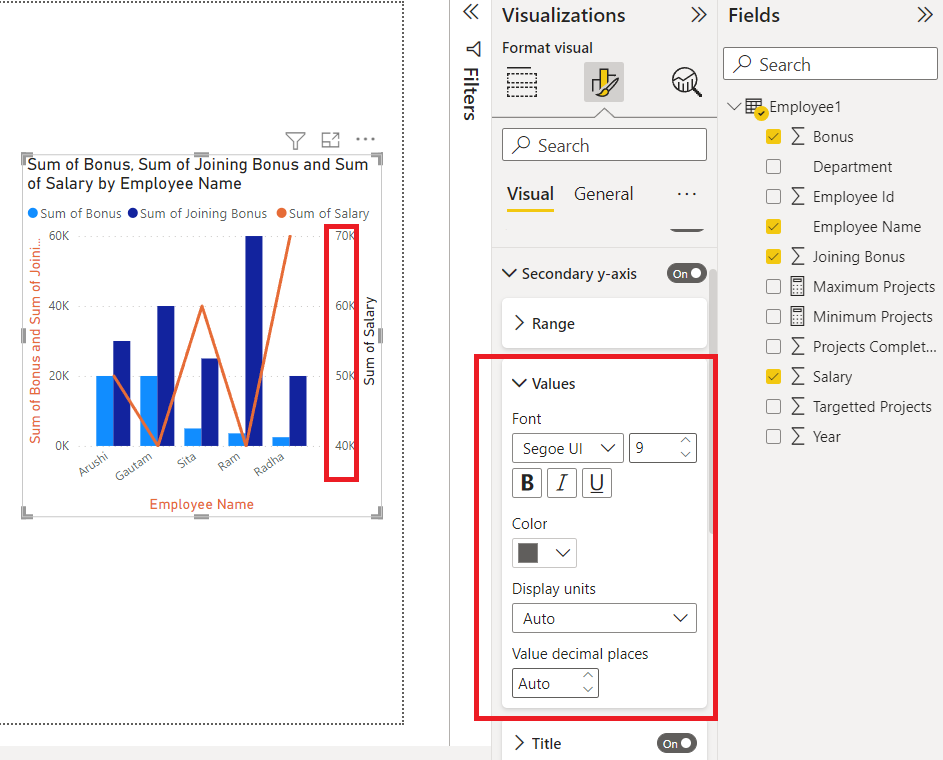 Sum of Bonus, Sum of Joining Bonus and Sum
of Salary by Employee Name
Sum of Bonus Sum of Joining Bonus Sum of Salary
60K
40K
20K
0K
Sum of Bonus and Sum of Joini...
70K
60K
50K
40K
Sum of Salary
Arushi
Gautam
Sita
Ram
Radha
Employee Name
Filters
Visualizations
Format visual
Search
Visual General
Secondary y-axis On
Range
Values
Font
Segoe UI 9
B I U
Color
Display units
Auto
Value decimal places
Auto
Title On
Fields
Search
Employee1
Bonus
Department
Employee Id
Employee Name
Joining Bonus
Maximum Projects
Minimum Projects
Projects Complet...
Salary
Targetted Projects
Year